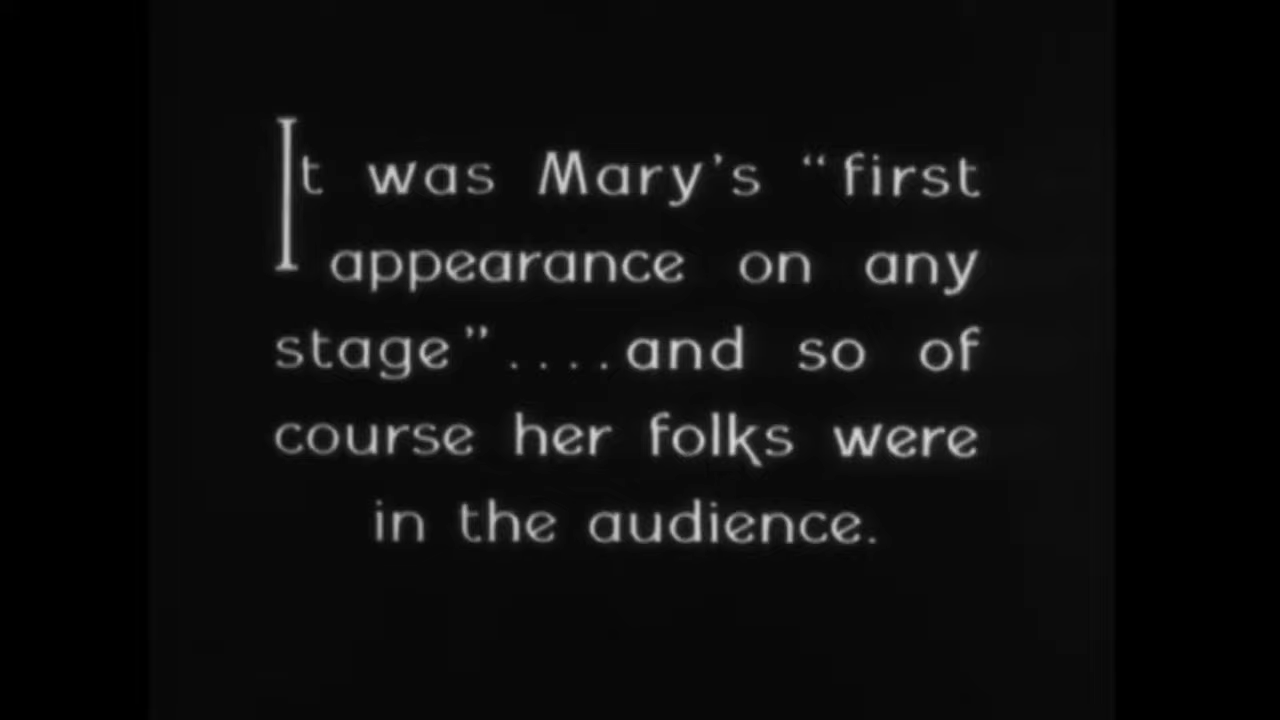 It was Mary's “first
appearance on any
stage”....and so of
course her folks were
in the audience.